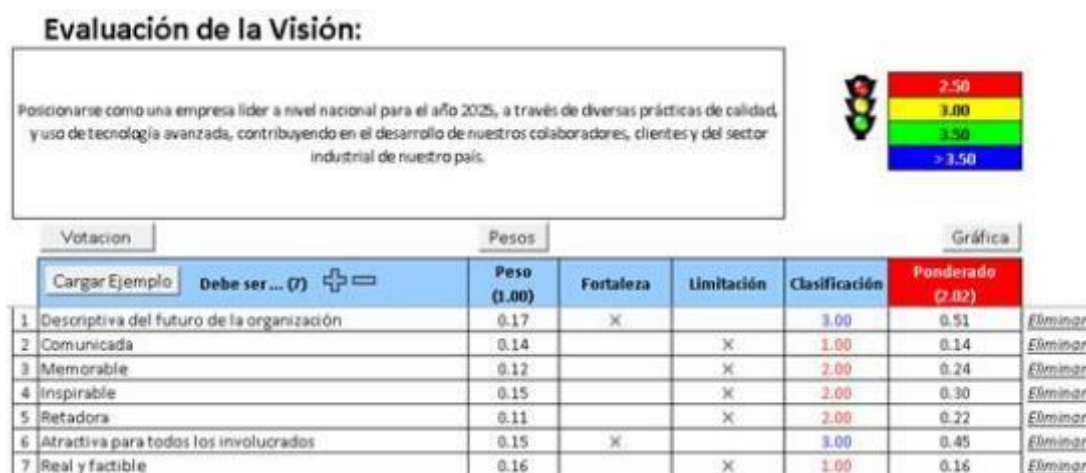 Evaluación de la Visión:
Posicionarse como una empresa líder a nivel nacional para el año 2025, a través de diversas prácticas de calidad,
y uso de tecnología avanzada, contribuyendo en el desarrollo de nuestros colaboradores, clientes y del sector
industrial de nuestro país.
2.50
3.00
3.50
>3.50
Votacion Pesos Gráfica
Cargar Ejemplo Debe ser ... (7) Peso (1.00) Fortaleza Limitación Clasificación Ponderado (2.02)
1 Descriptiva del futuro de la organización 0.17 X 3.00 0.51 Eliminar
2 Comunicada 0.14 X 1.00 0.14 Eliminar
3 Memorable 0.12 X 2.00 0.24 Eliminar
4 Inspirable 0.15 X 2.00 0.30 Eliminar
5 Retadora 0.11 X 2.00 0.22 Eliminar
6 Atractiva para todos los involucrados 0.15 X 3.00 0.45 Eliminar
7 Real y factible 0.16 X 1.00 0.16 Eliminar